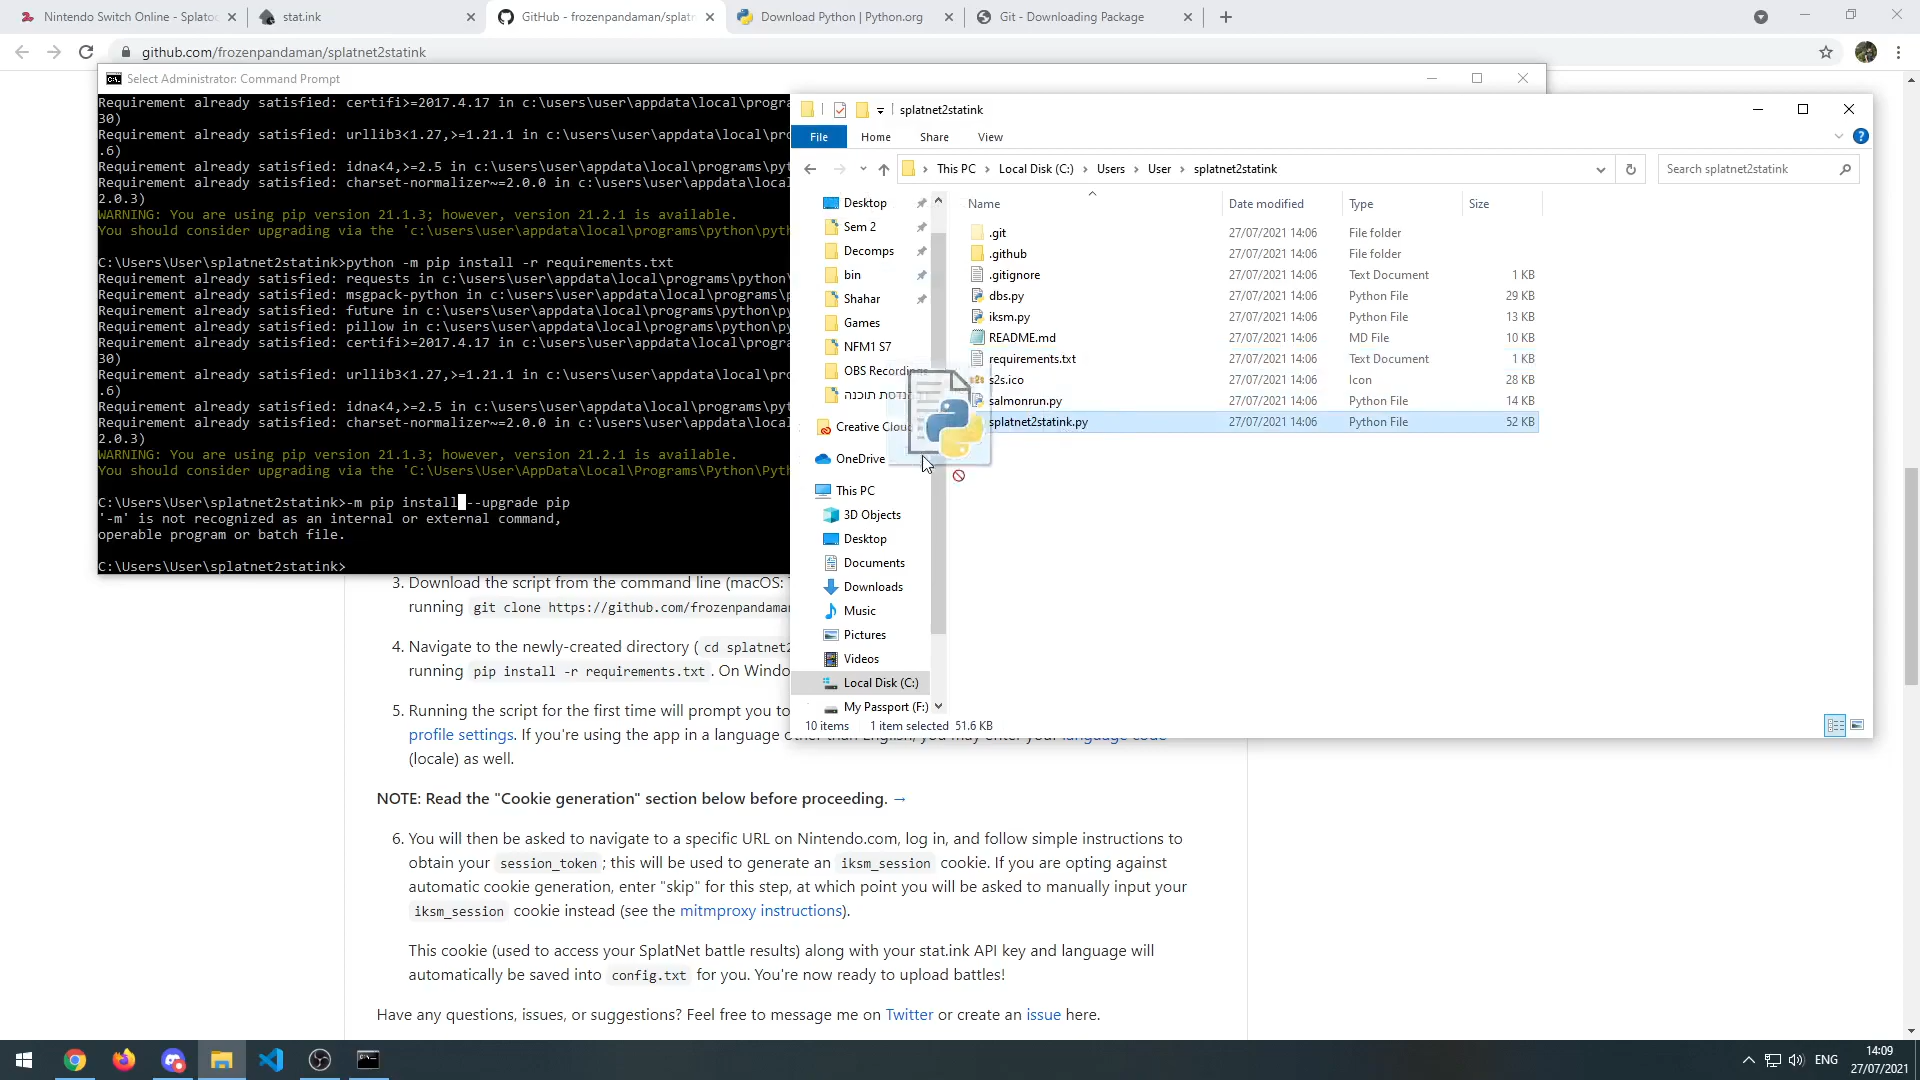 Nintendo Switch Online - Splatoo
stat.ink
GitHub - frozenpandaman/splatn
Download Python | Python.org
Git - Downloading Package
github.com/frozenpandaman/splatnet2statink
Select Administrator: Command Prompt
Requirement already satisfied: certifi>=2017.4.17 in c:\users\user\appdata\local\progra
30)
Requirement already satisfied: urllib3<1.27,>=1.21.1 in c:\users\user\appdata\local\pro
.6)
Requirement already satisfied: idna<4,>=2.5 in c:\users\user\appdata\local\programs\pyt
Requirement already satisfied: charset-normalizer~=2.0.0 in c:\users\user\appdata\local
2.0.3)
WARNING: You are using pip version 21.1.3; however, version 21.2.1 is available.
You should consider upgrading via the 'c:\users\user\appdata\local\programs\python\pyth
C:\Users\User\splatnet2statink>python -m pip install -r requirements.txt
Requirement already satisfied: requests in c:\users\user\appdata\local\programs\python\
Requirement already satisfied: msgpack-python in c:\users\user\appdata\local\programs\p
Requirement already satisfied: future in c:\users\user\appdata\local\programs\python\py
Requirement already satisfied: pillow in c:\users\user\appdata\local\programs\python\py
Requirement already satisfied: certifi>=2017.4.17 in c:\users\user\appdata\local\progra
30)
Requirement already satisfied: urllib3<1.27,>=1.21.1 in c:\users\user\appdata\local\pro
.6)
Requirement already satisfied: idna<4,>=2.5 in c:\users\user\appdata\local\programs\pyt
Requirement already satisfied: charset-normalizer~=2.0.0 in c:\users\user\appdata\local
2.0.3)
WARNING: You are using pip version 21.1.3; however, version 21.2.1 is available.
You should consider upgrading via the 'C:\Users\User\AppData\Local\Programs\Python\Pyth
C:\Users\User\splatnet2statink>-m pip install --upgrade pip
'-m' is not recognized as an internal or external command,
operable program or batch file.
C:\Users\User\splatnet2statink>
splatnet2statink
File Home Share View
This PC Local Disk (C:) Users User splatnet2statink
Search splatnet2statink
Desktop
Sem 2
Decomps
bin
Shahar
Games
NFM1 S7
OBS Recordings
הנדסת תוכנה
Creative Clou
OneDrive
This PC
3D Objects
Desktop
Documents
Downloads
Music
Pictures
Videos
Local Disk (C:)
My Passport (F:)
Name Date modified Type Size
.git 27/07/2021 14:06 File folder
.github 27/07/2021 14:06 File folder
.gitignore 27/07/2021 14:06 Text Document 1 KB
dbs.py 27/07/2021 14:06 Python File 29 KB
iksm.py 27/07/2021 14:06 Python File 13 KB
README.md 27/07/2021 14:06 MD File 10 KB
requirements.txt 27/07/2021 14:06 Text Document 1 KB
s2s.ico 27/07/2021 14:06 Icon 28 KB
salmonrun.py 27/07/2021 14:06 Python File 14 KB
splatnet2statink.py 27/07/2021 14:06 Python File 52 KB
10 items 1 item selected 51.6 KB
3. Download the script from the command line (macOS:
running git clone https://github.com/frozenpandaman
4. Navigate to the newly-created directory ( cd splatnet2
running pip install -r requirements.txt . On Windo
5. Running the script for the first time will prompt you to
profile settings. If you're using the app in a language other than English, you may enter your language code
(locale) as well.
NOTE: Read the "Cookie generation" section below before proceeding. →
6. You will then be asked to navigate to a specific URL on Nintendo.com, log in, and follow simple instructions to
obtain your session_token ; this will be used to generate an iksm_session cookie. If you are opting against
automatic cookie generation, enter "skip" for this step, at which point you will be asked to manually input your
iksm_session cookie instead (see the mitmproxy instructions).
This cookie (used to access your SplatNet battle results) along with your stat.ink API key and language will
automatically be saved into config.txt for you. You're now ready to upload battles!
Have any questions, issues, or suggestions? Feel free to message me on Twitter or create an issue here.
ENG
14:09
27/07/2021